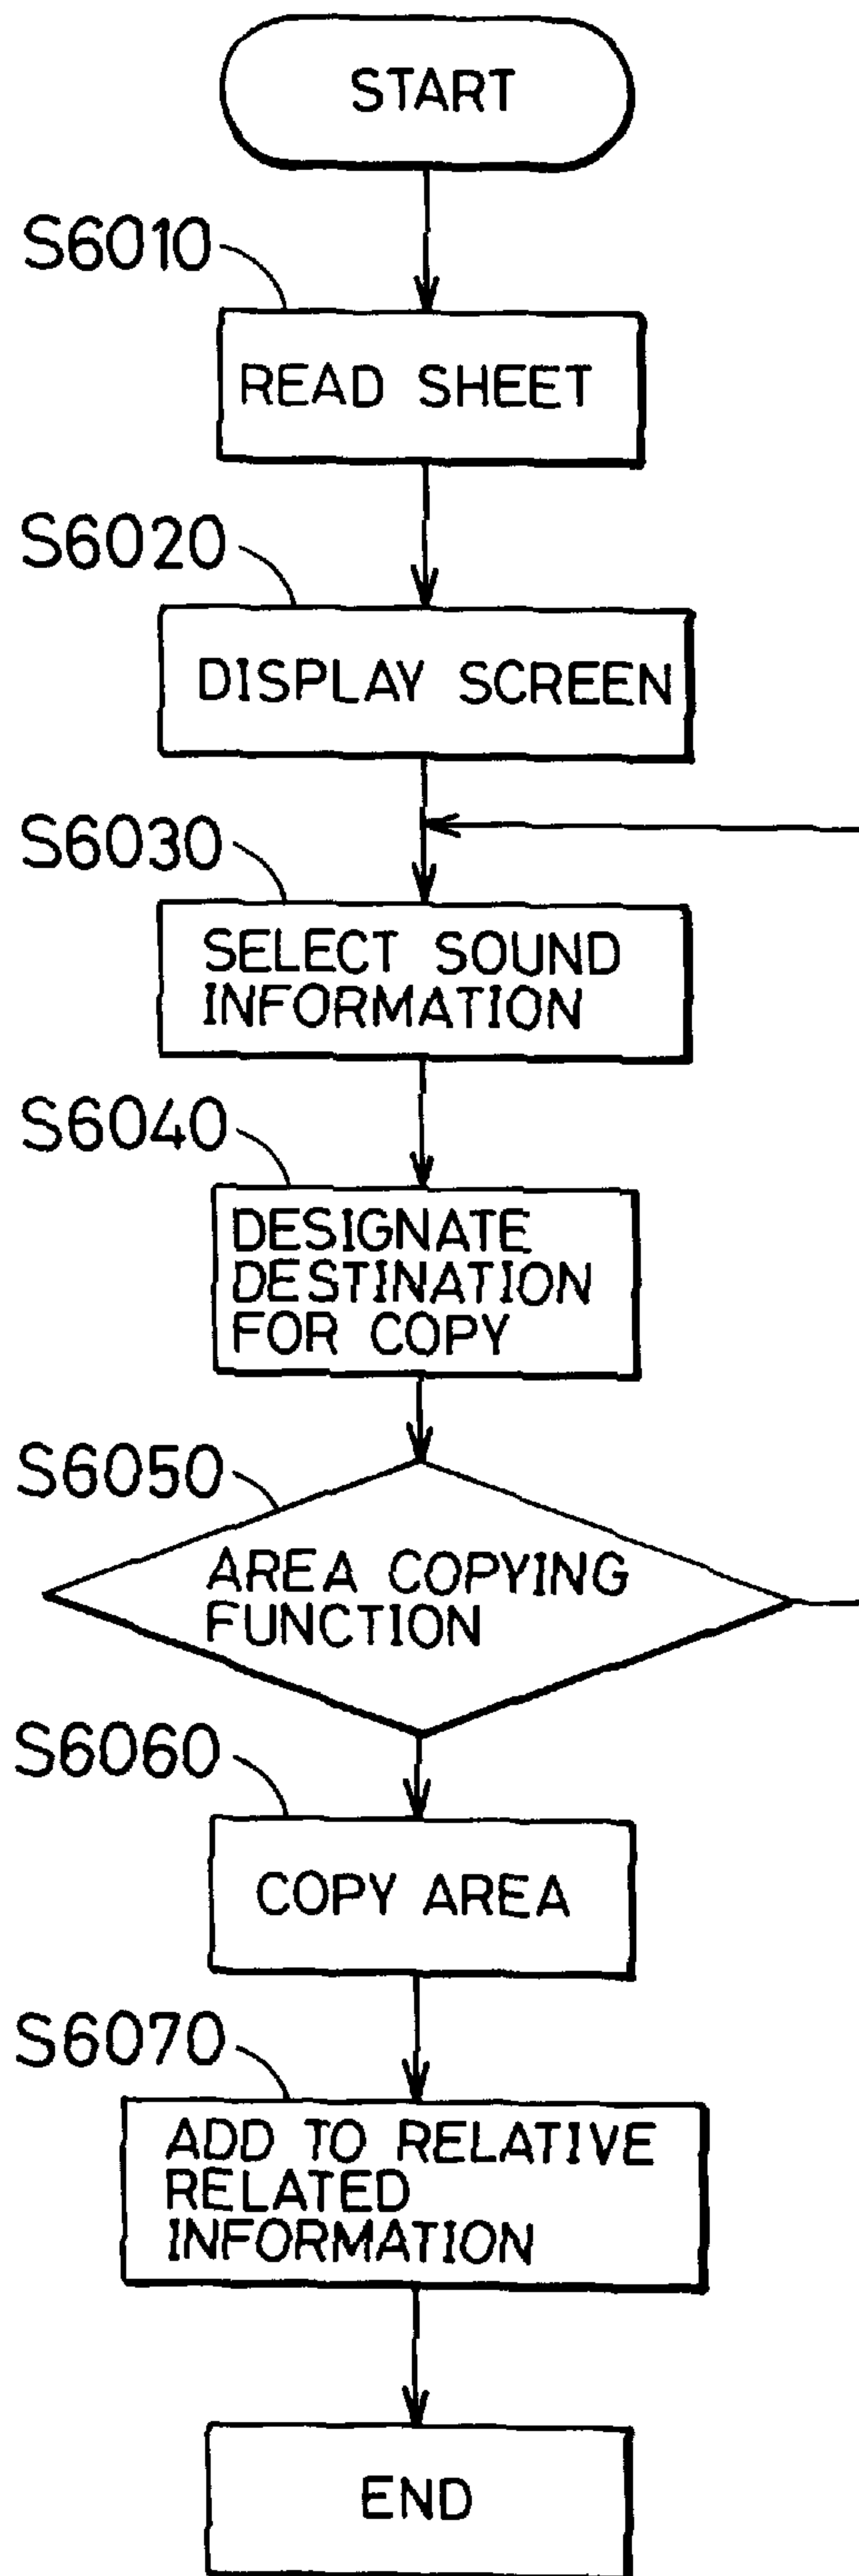 START
S6010
READ SHEET
S6020
DISPLAY SCREEN
S6030
SELECT SOUND
INFORMATION
S6040
DESIGNATE
DESTINATION
FOR COPY
S6050
AREA COPYING
FUNCTION
S6060
COPY AREA
S6070
ADD TO RELATIVE
RELATED
INFORMATION
END